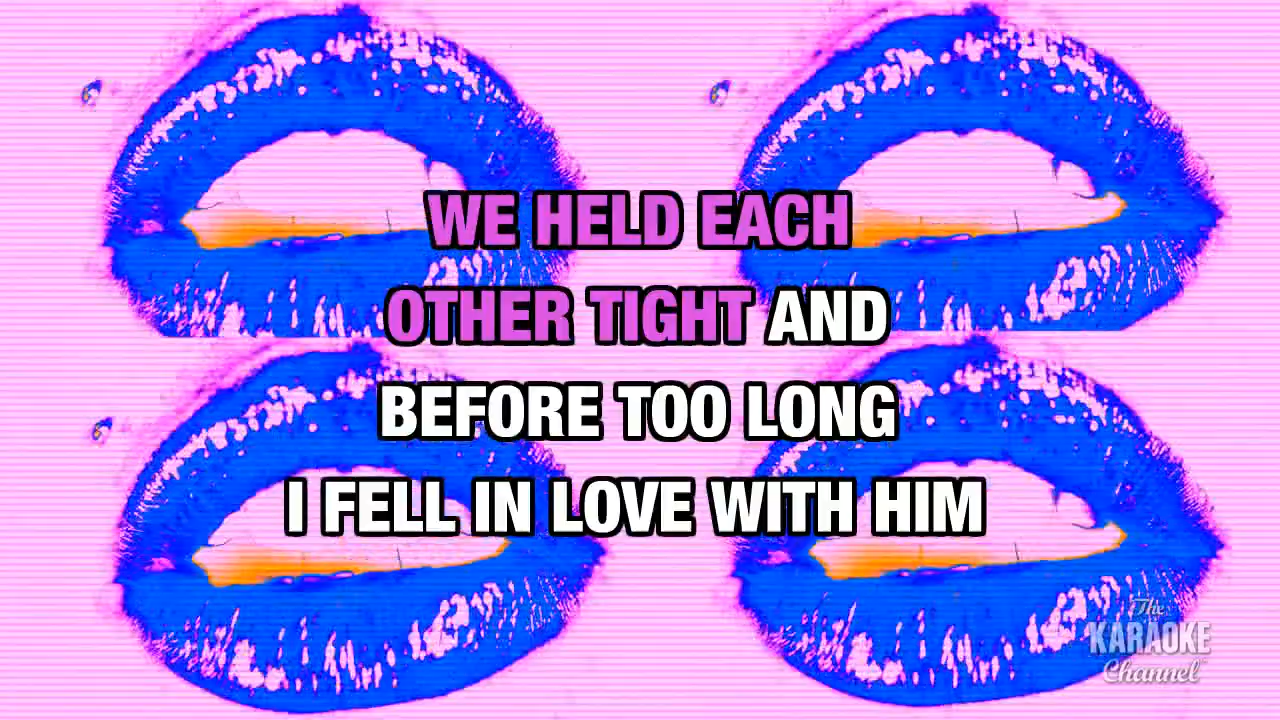 WE HELD EACH
OTHER TIGHT AND
BEFORE TOO LONG
I FELL IN LOVE WITH HIM
The
KARAOKE
Channel